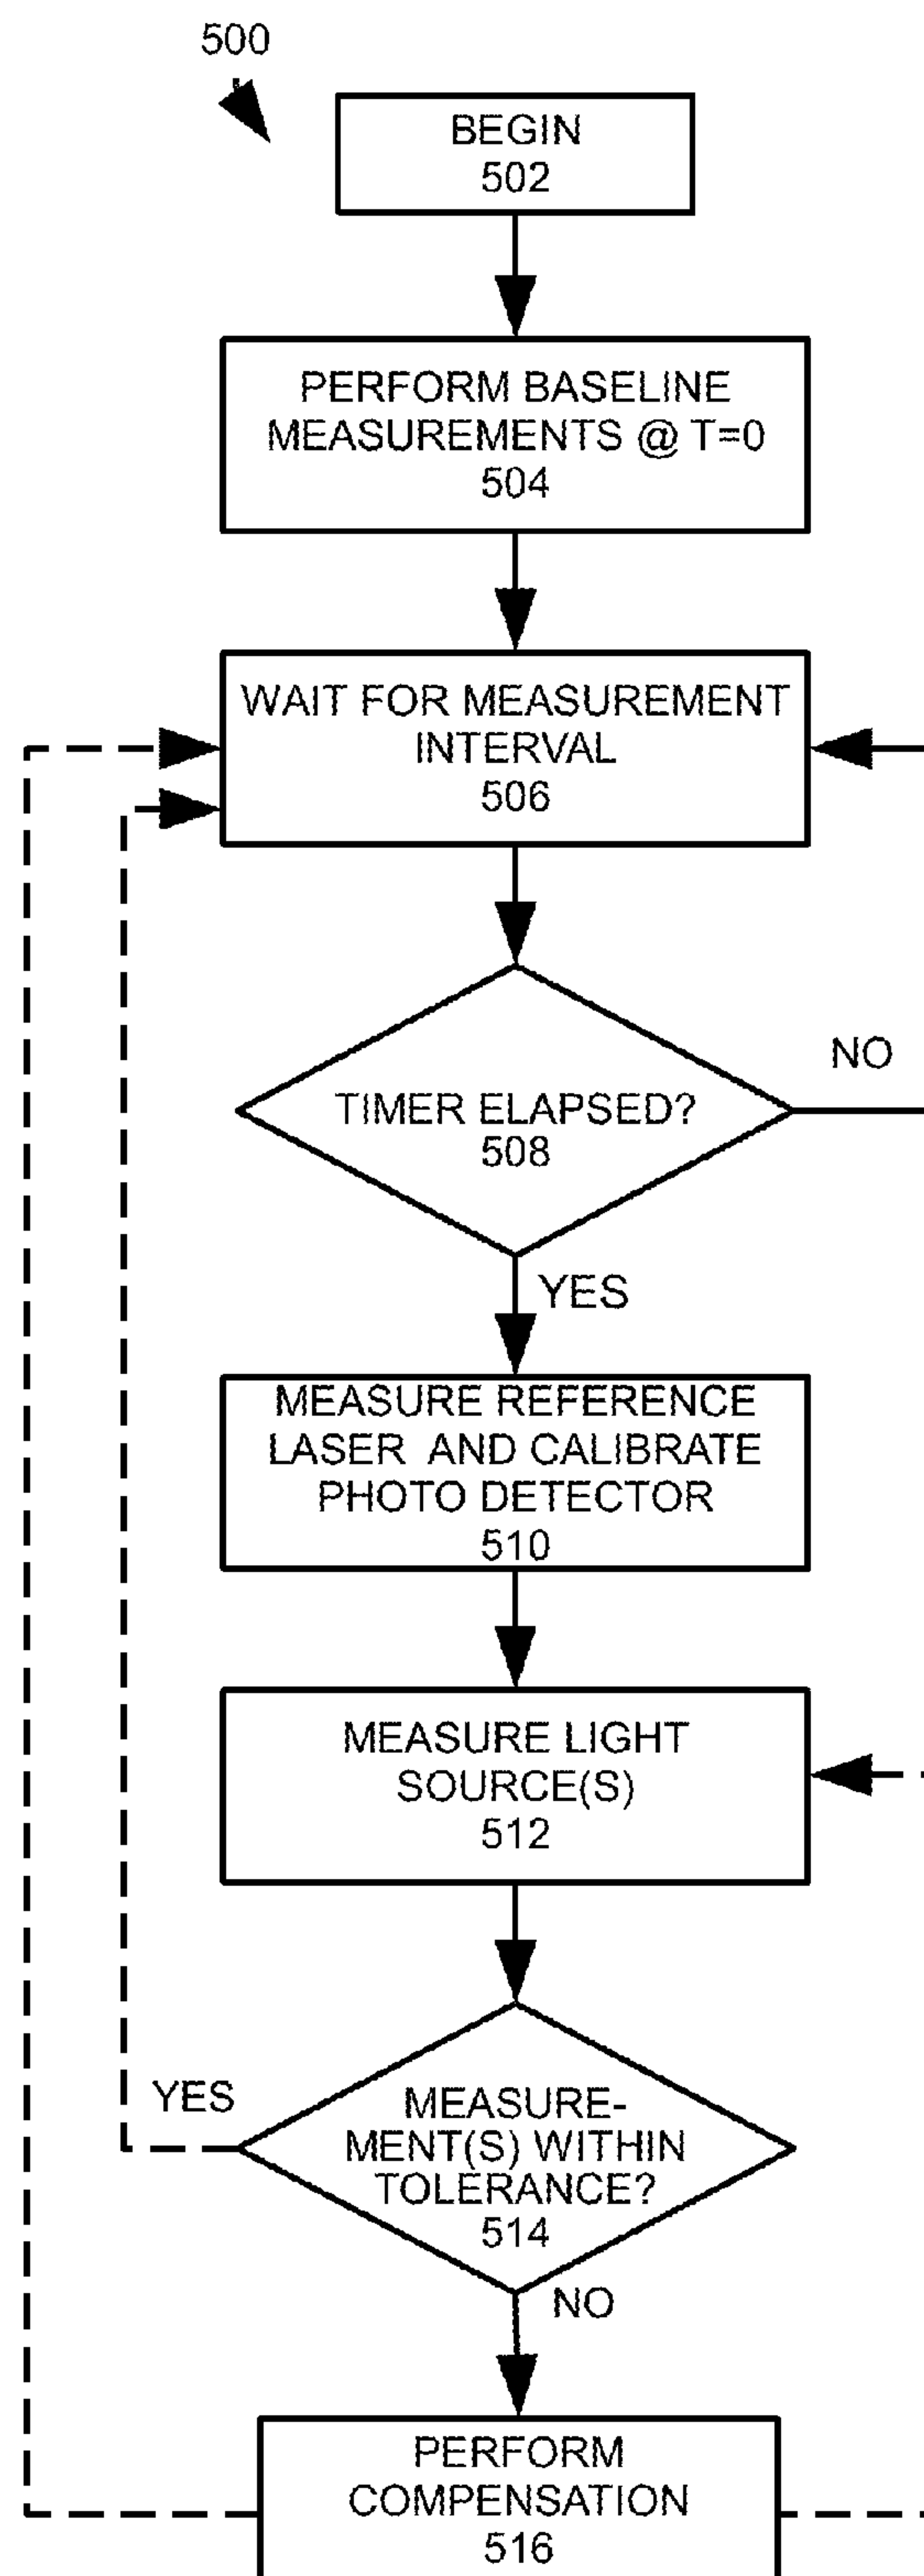 500
BEGIN
502
PERFORM BASELINE
MEASUREMENTS @ T=0
504
WAIT FOR MEASUREMENT
INTERVAL
506
NO
TIMER ELAPSED?
508
YES
MEASURE REFERENCE
LASER AND CALIBRATE
PHOTO DETECTOR
510
MEASURE LIGHT
SOURCE(S)
512
YES
MEASURE-
MENT(S) WITHIN
TOLERANCE?
514
NO
PERFORM
COMPENSATION
516